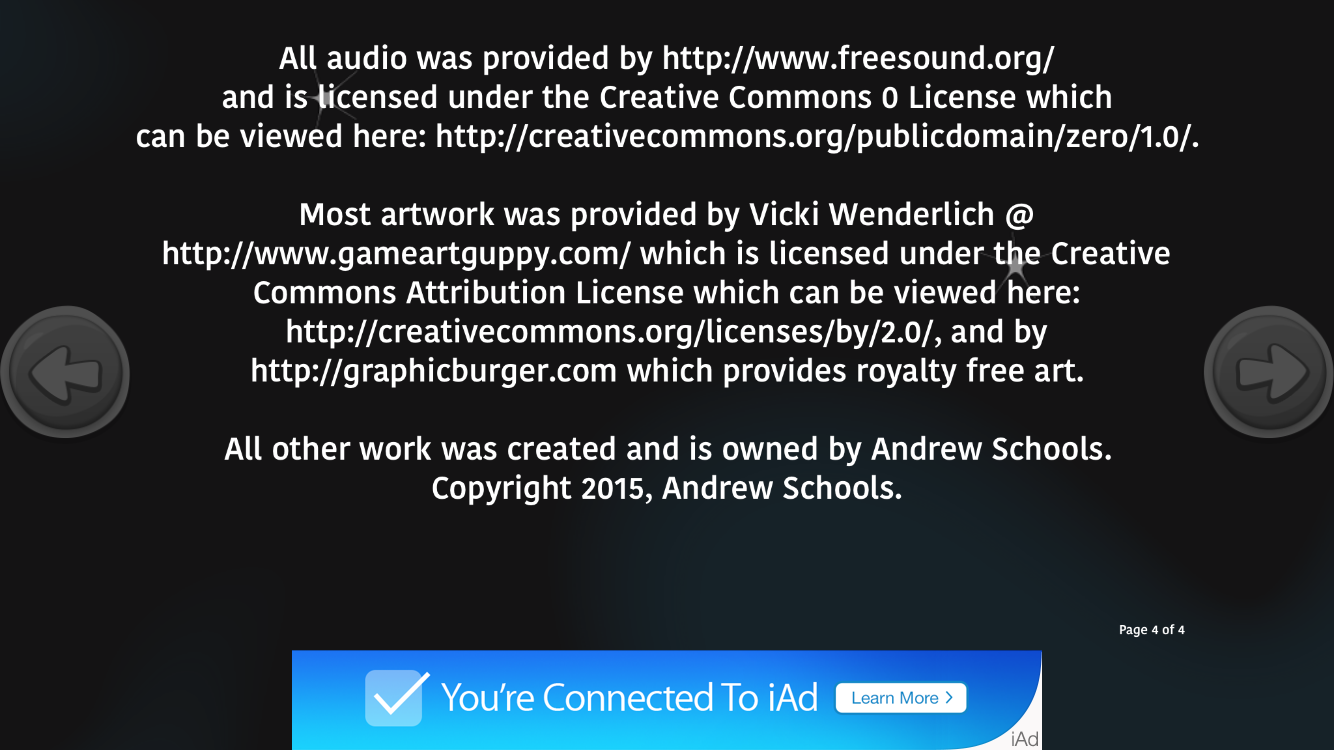 All audio was provided by http://www.freesound.org/
and is licensed under the Creative Commons 0 License which
can be viewed here: http://creativecommons.org/publicdomain/zero/1.0/.
Most artwork was provided by Vicki Wenderlich @
http://www.gameartguppy.com/ which is licensed under the Creative
Commons Attribution License which can be viewed here:
http://creativecommons.org/licenses/by/2.0/, and by
http://graphicburger.com which provides royalty free art.
All other work was created and is owned by Andrew Schools.
Copyright 2015, Andrew Schools.
Page 4 of 4
You're Connected To iAd
Learn More >
iAd